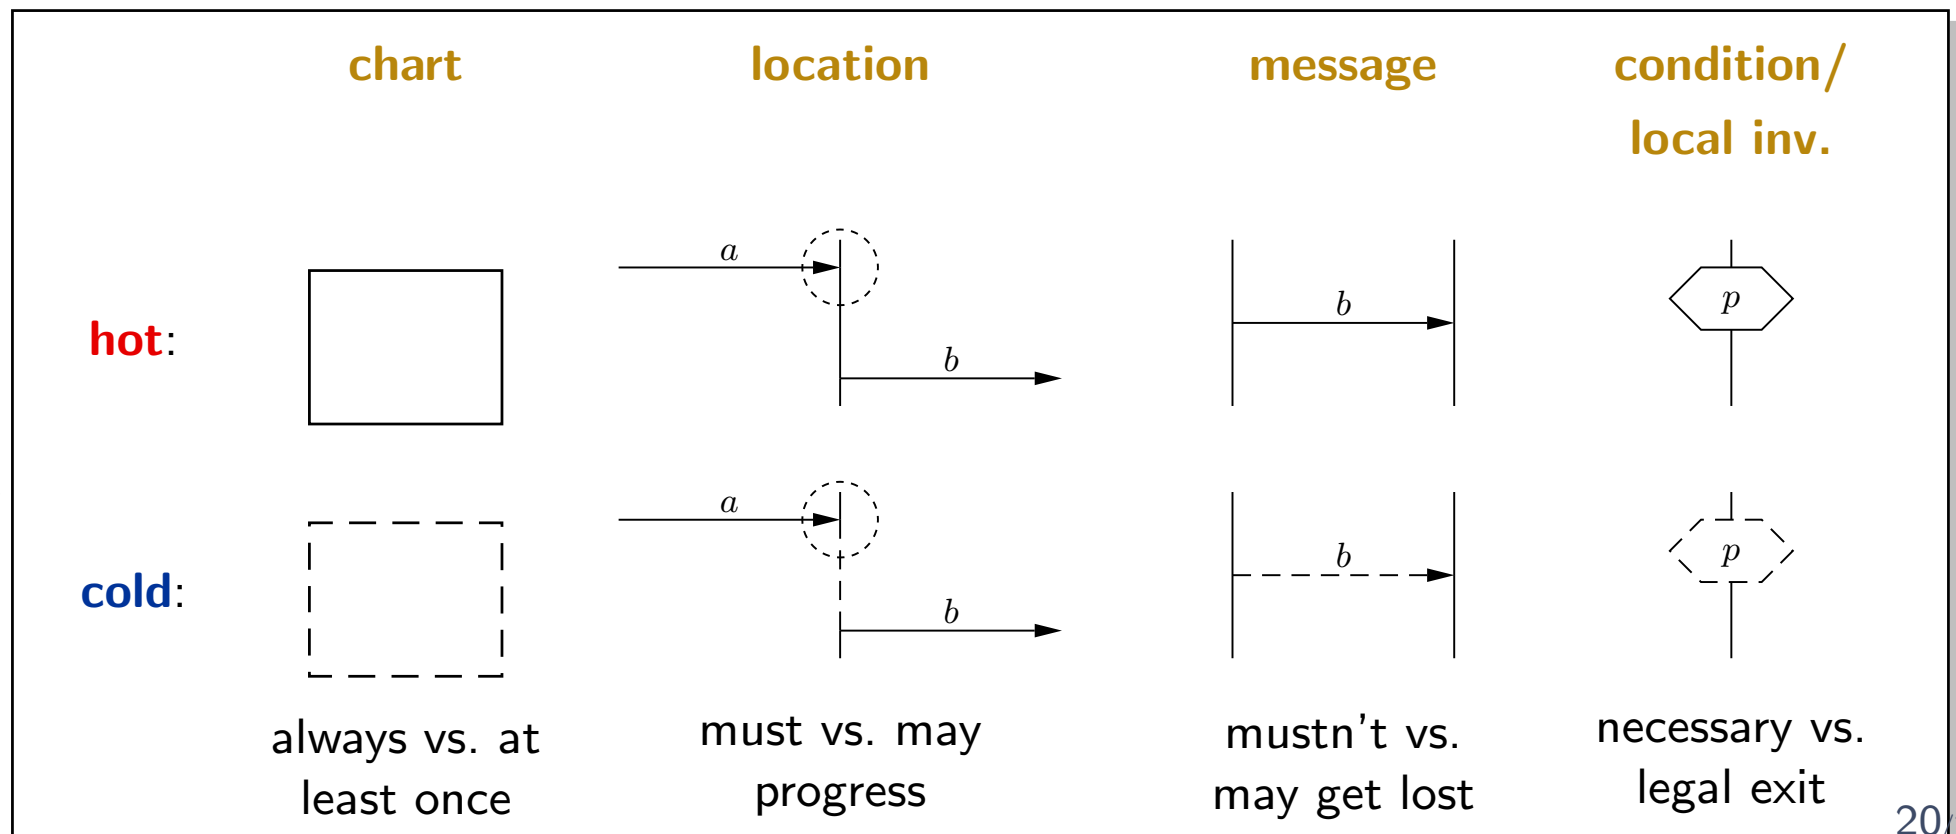 chart location message condition/
local inv.
a
b
b
p
hot:
a
b
b
p
cold:
always vs. at
least once
must vs. may
progress
mustn't vs.
may get lost
necessary vs.
legal exit
20/